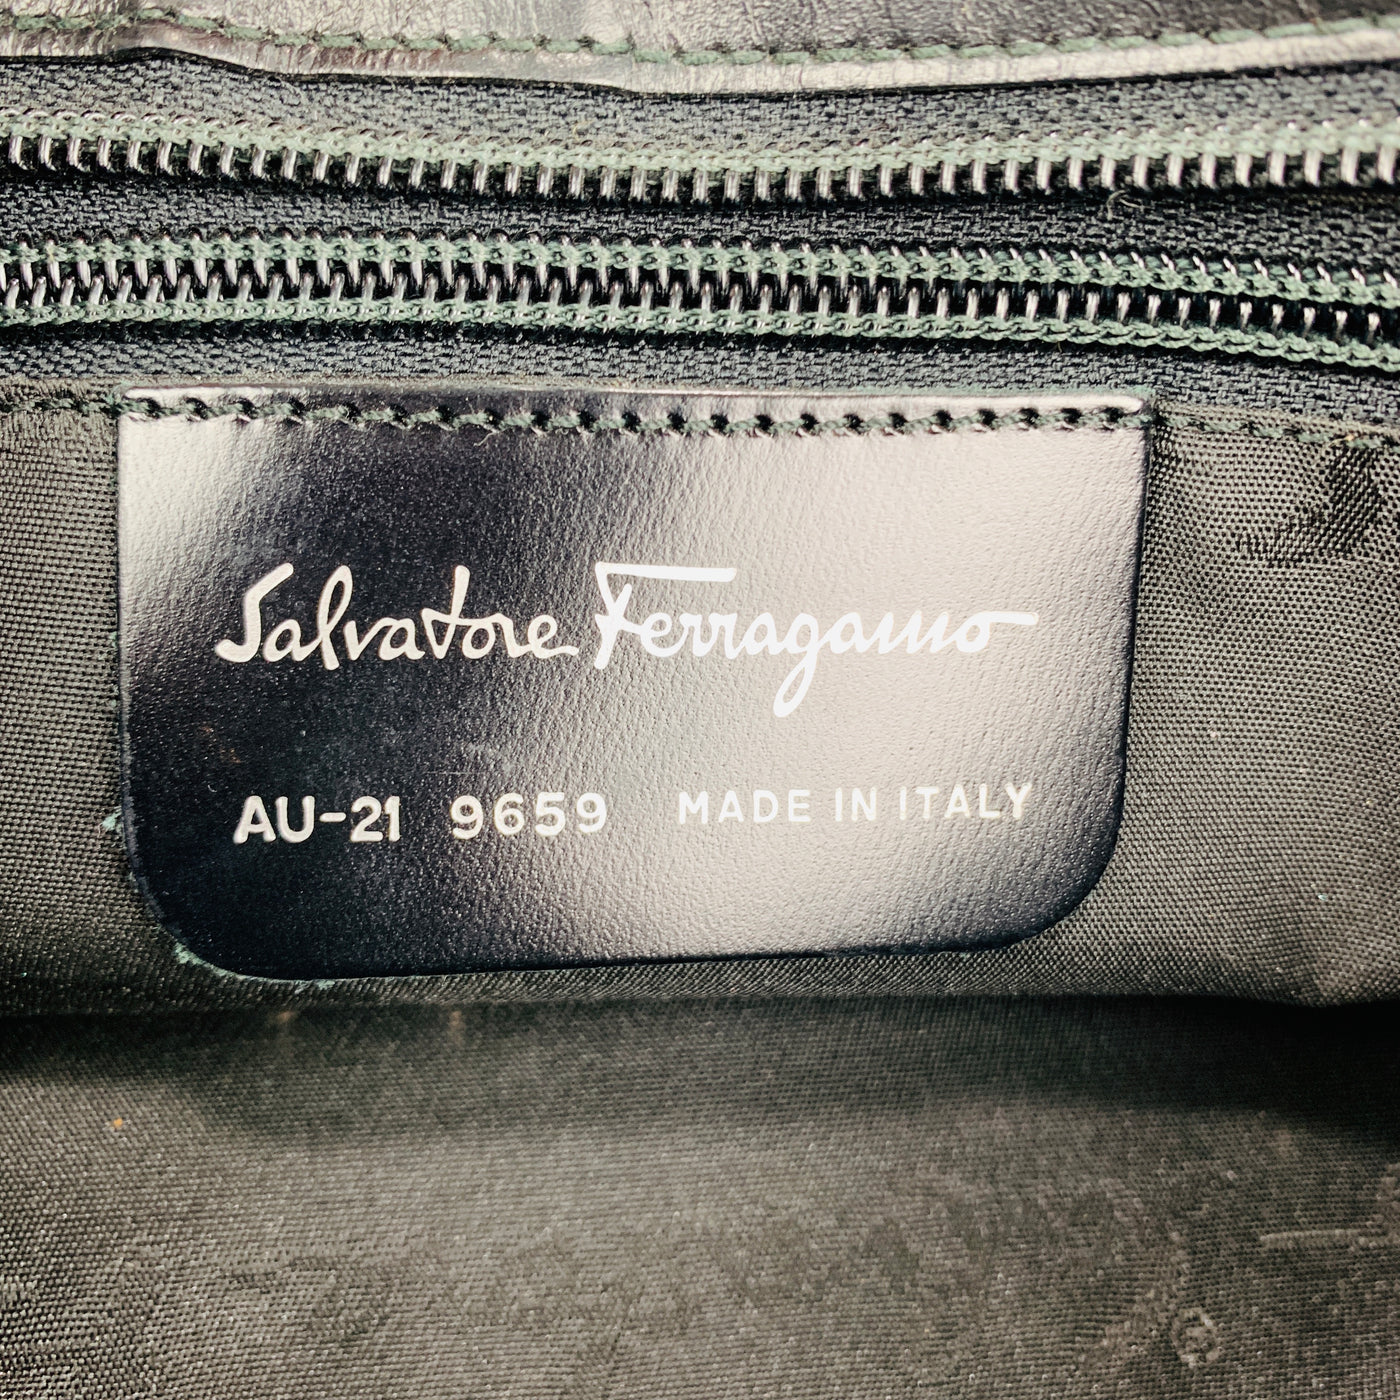 Salvatore Ferragamo
AU-21 9659 MADE IN ITALY